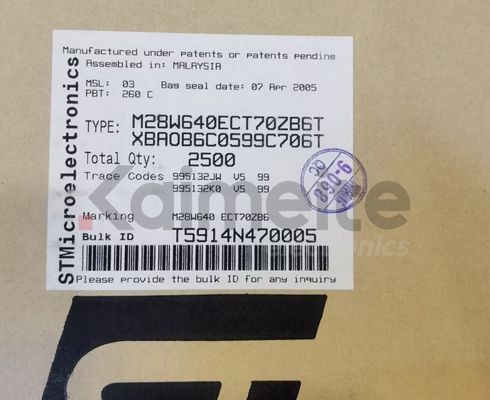 Manufactured under patents or patents pending
Assembled in: MALAYSIA
MSL: 03 Bag seal date: 07 Apr 2005
PBT: 260 C
TYPE: M28W640ECT70ZB6T
XBAOB6C0599C706T
Total Qty: 2500
Trace Codes 995132JW V5 99
995132K0 V5 99
Marking M28W640 ECT70ZB6
Bulk ID T5914N470005
Please provide the bulk ID for any inquiry
STMicroelectronics
Kaimeite
Electronics